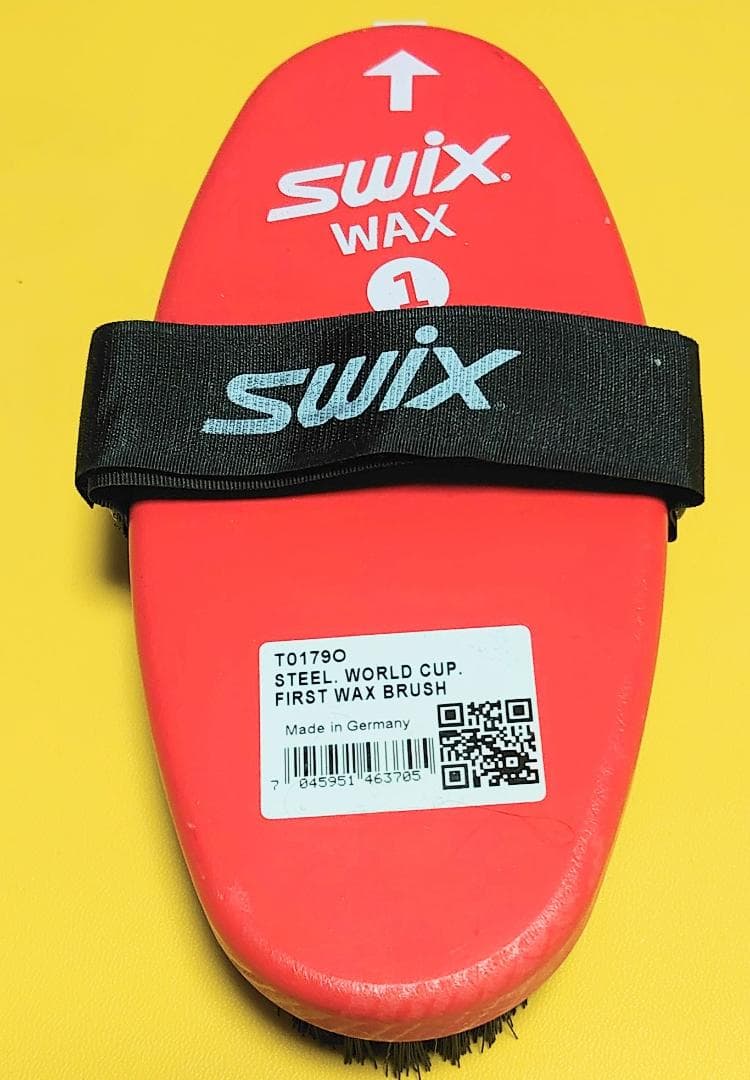 SWIX.
WAX
1
SWIX
T0179O
STEEL. WORLD CUP.
FIRST WAX BRUSH
Made in Germany
7 045951 463705